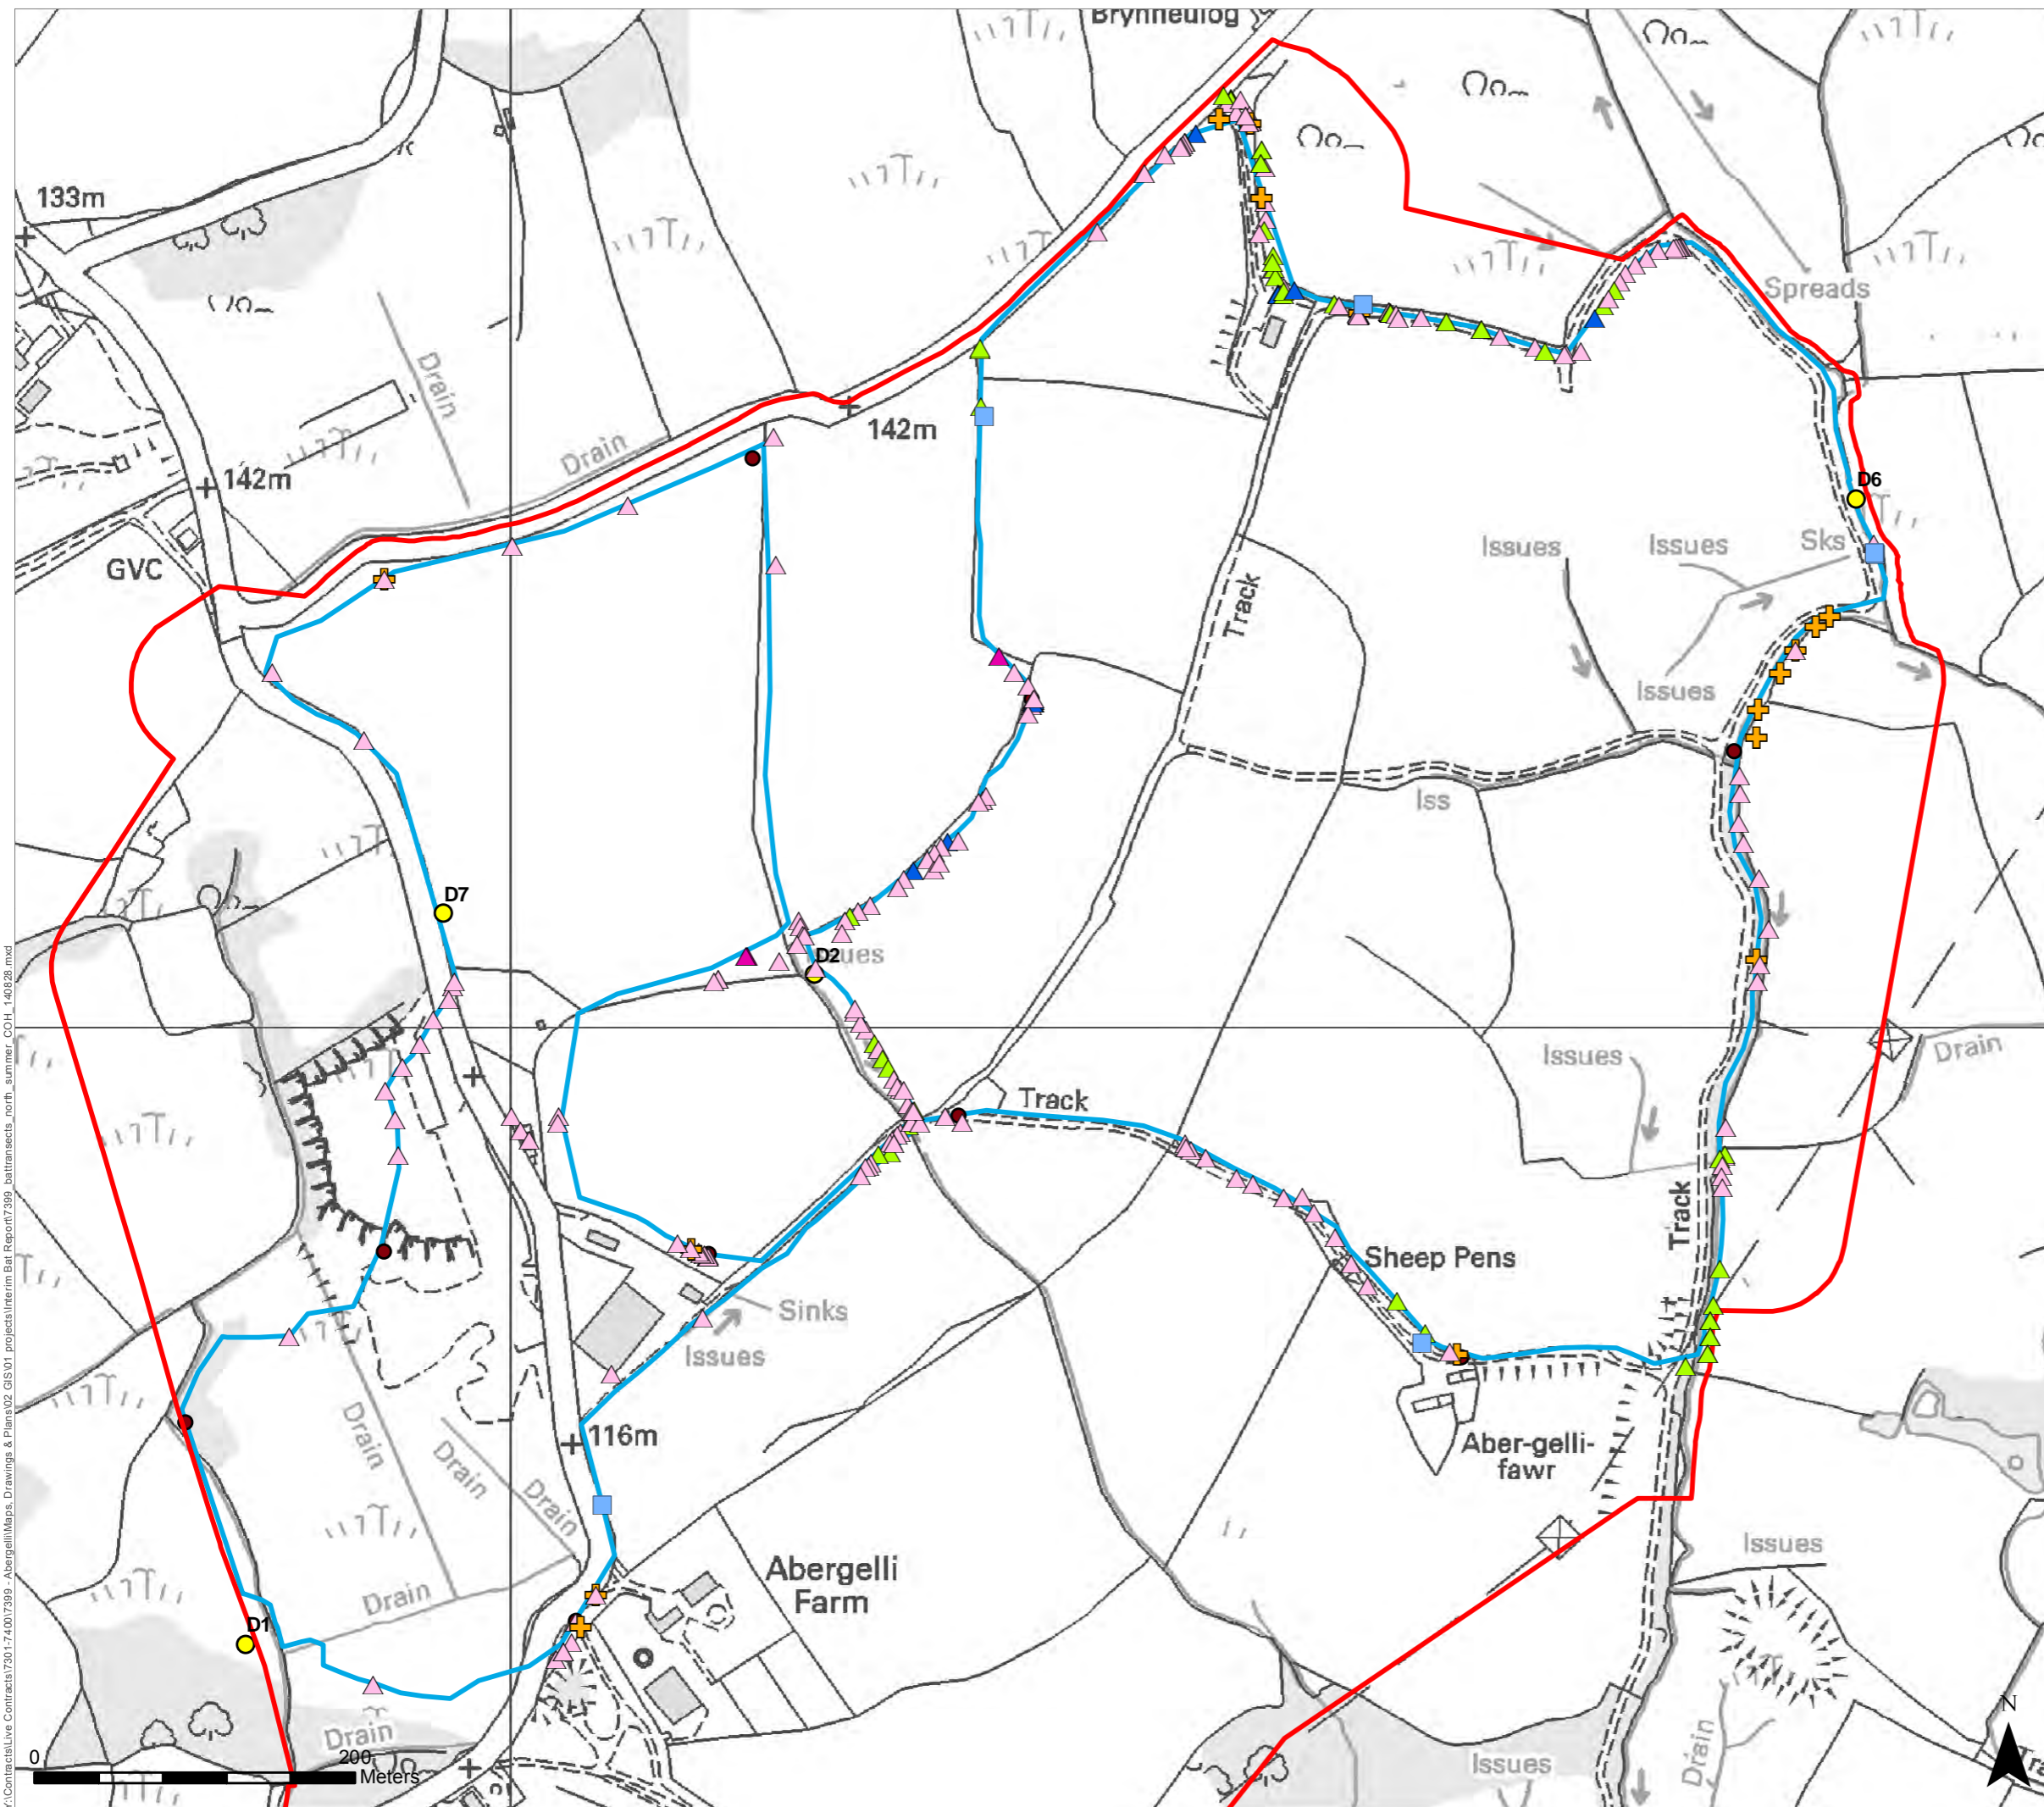 Brynneulog
133m
Drain
Spreads
142m
Drain
142m
D6
GVC
Issues
Issues
Sks
Track
Issues
Iss
D7
D2
Issues
Drain
Track
Track
Sheep Pens
Sinks
Issues
Drain
116m
Drain
Drain
Aber-gelli-
fawr
Issues
Abergelli
Farm
Drain
D1
Drain
Drain
Issues
N
0
200
Meters